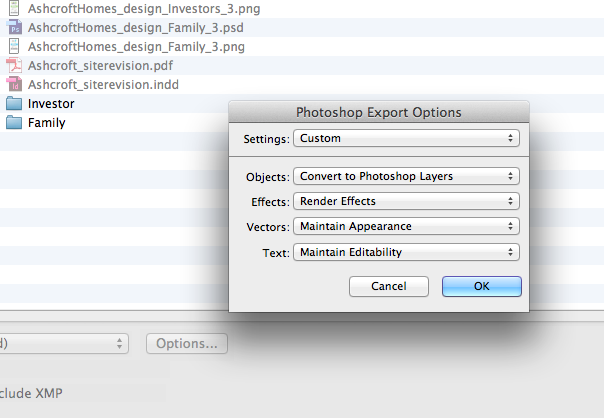 AshcroftHomes_design_Investors_3.png
AshcroftHomes_design_Family_3.psd
AshcroftHomes_design_Family_3.png
Ashcroft_siterevision.pdf
Ashcroft_siterevision.indd
Investor
Family
Photoshop Export Options
Settings: Custom
Objects: Convert to Photoshop Layers
Effects: Render Effects
Vectors: Maintain Appearance
Text: Maintain Editability
Cancel OK
d) Options...
clude XMP